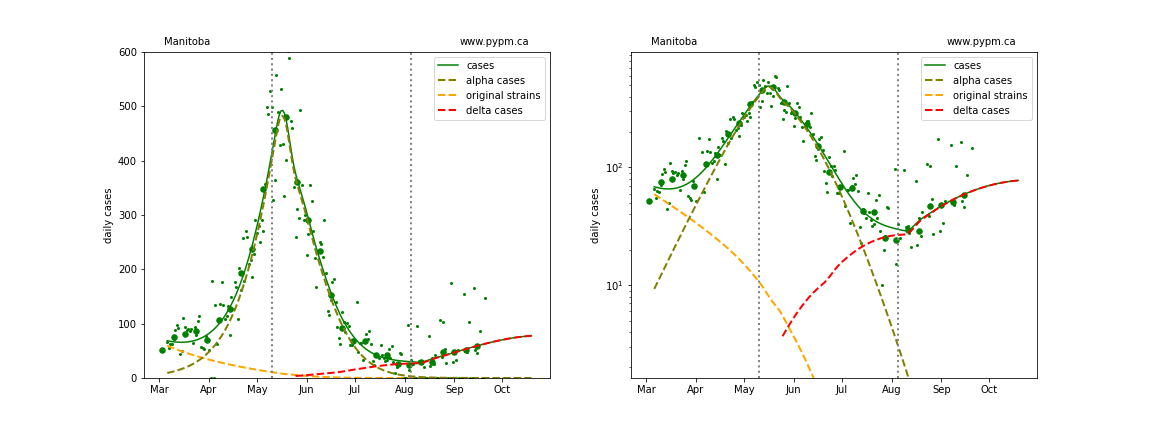 Manitoba www.pypm.ca
600
500
400
300
200
100
0
daily cases
Mar Apr May Jun Jul Aug Sep Oct
cases
alpha cases
original strains
delta cases
Manitoba www.pypm.ca
10²
10¹
daily cases
Mar Apr May Jun Jul Aug Sep Oct
cases
alpha cases
original strains
delta cases